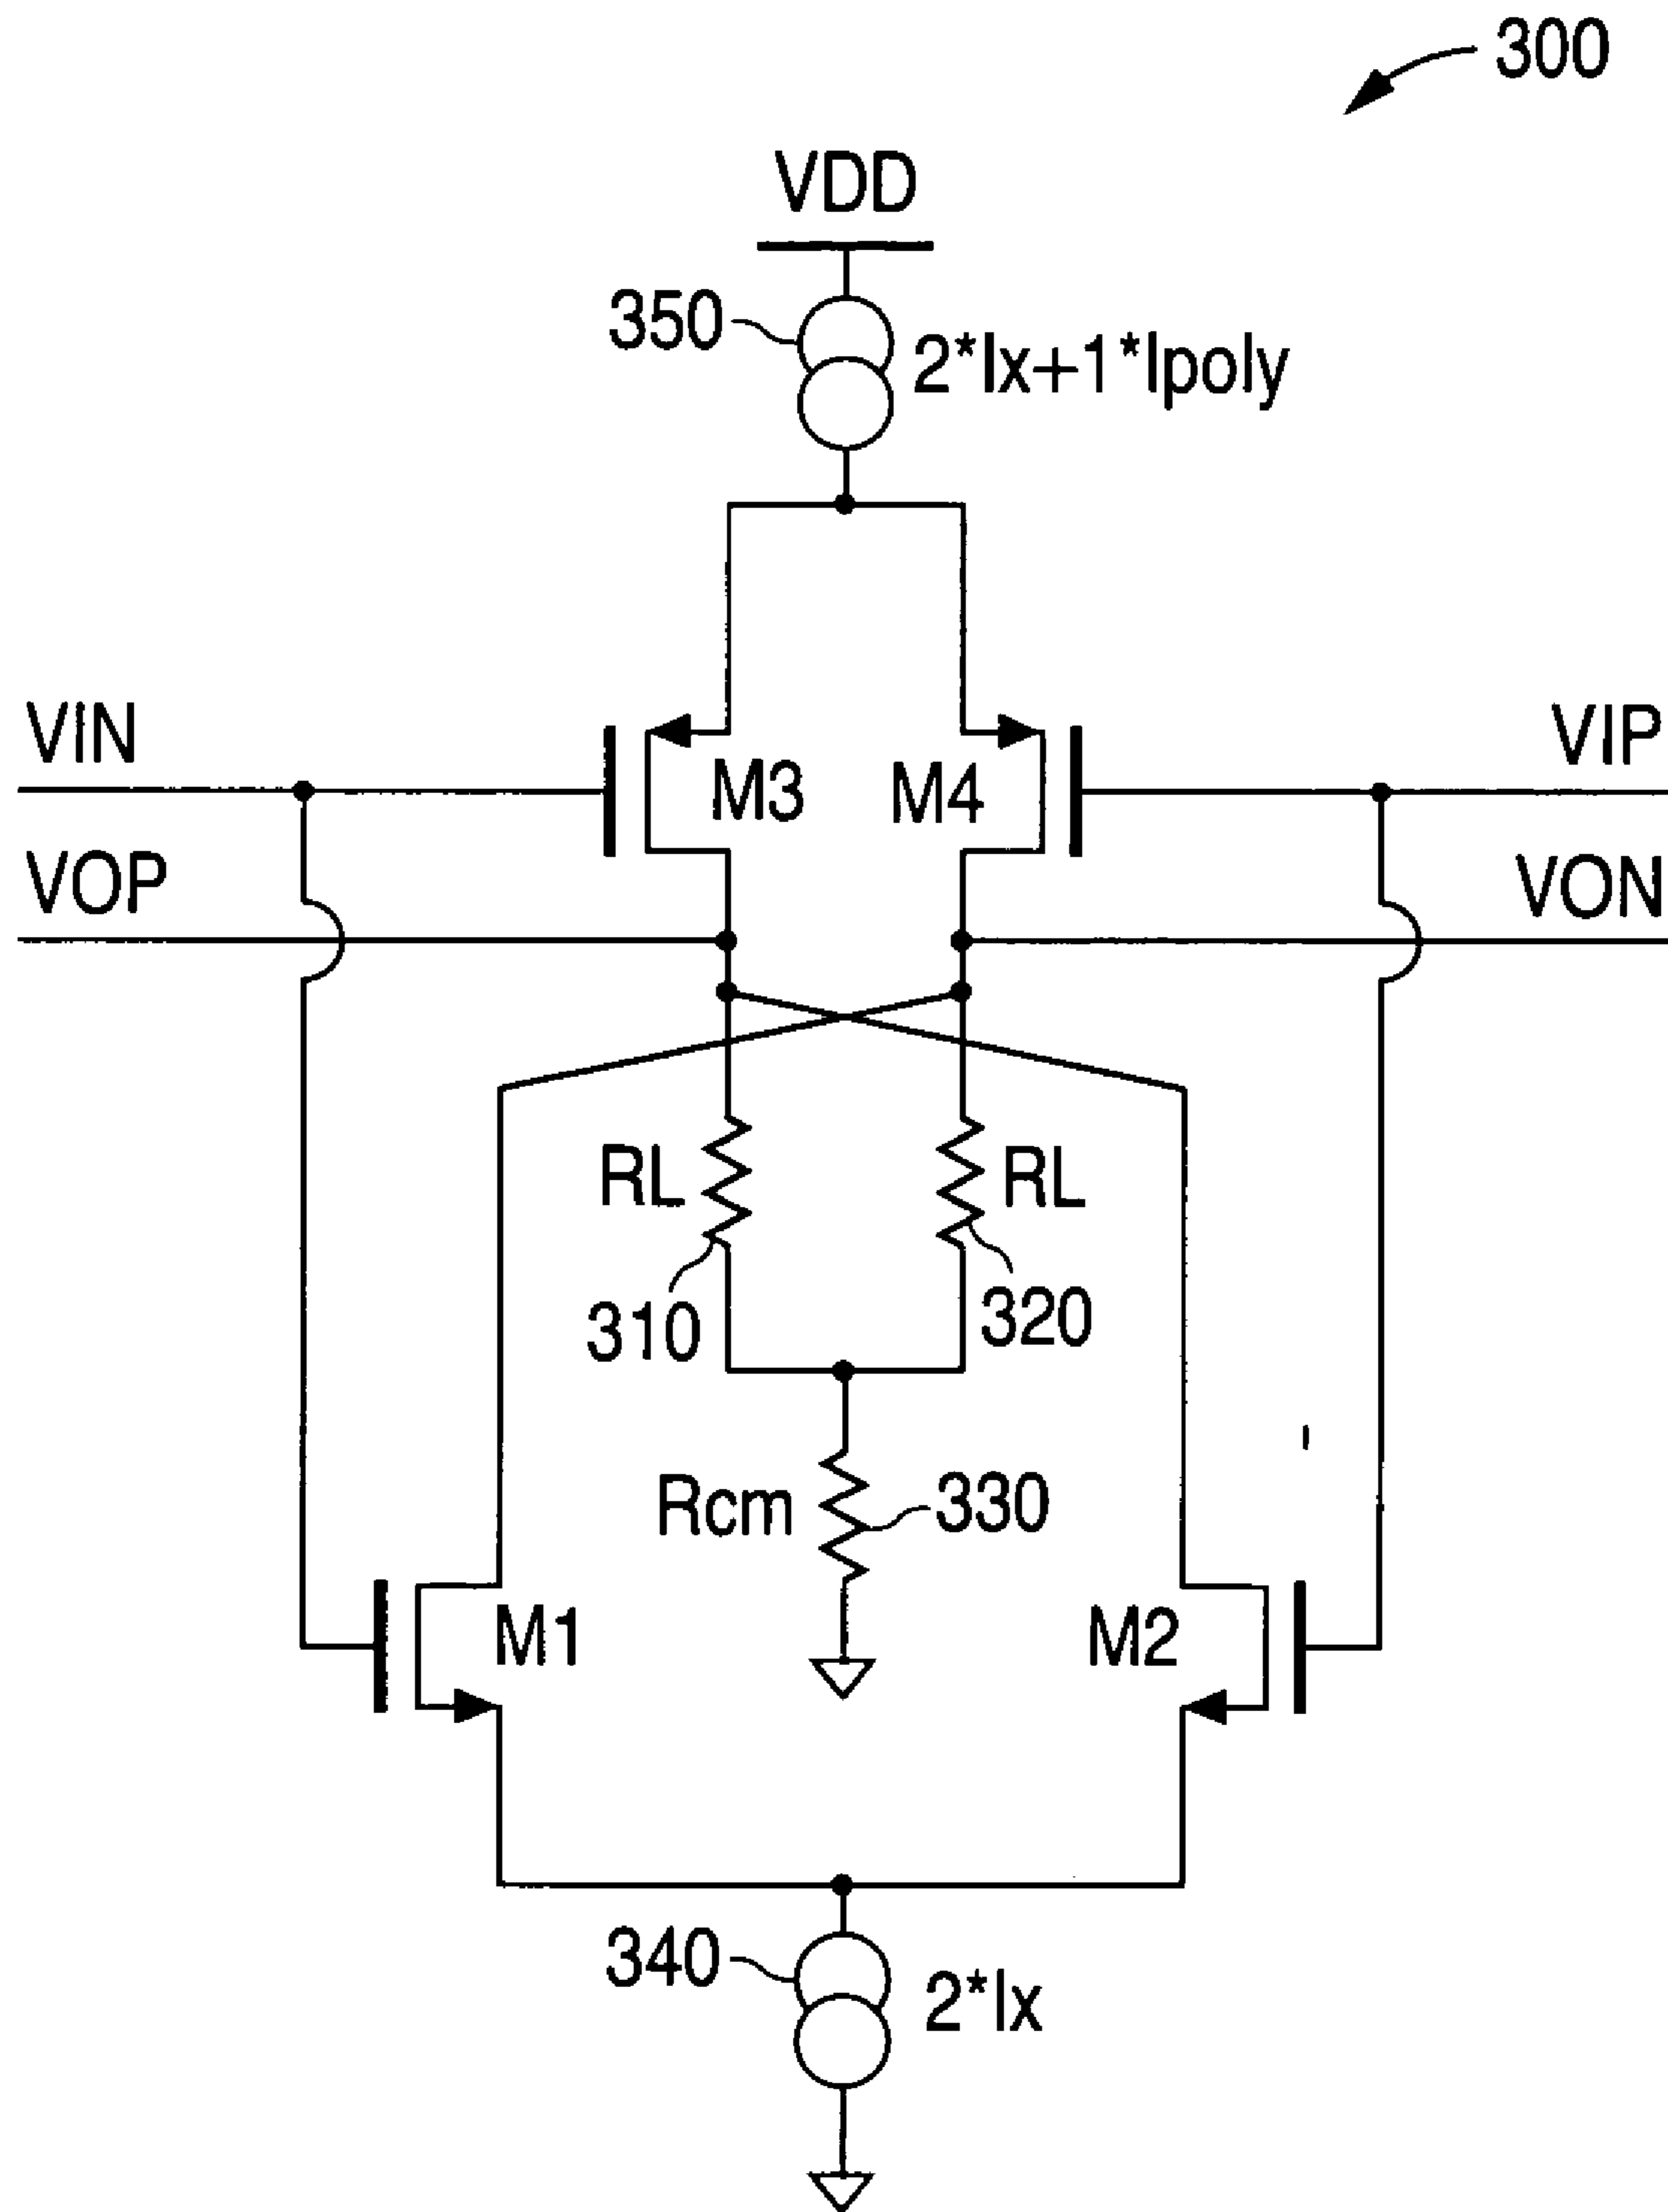 300
VDD
350
2*Ix+1*Ipoly
VIN
M3
M4
VIP
VOP
VON
RL
RL
310
320
Rcm
330
M1
M2
340
2*Ix